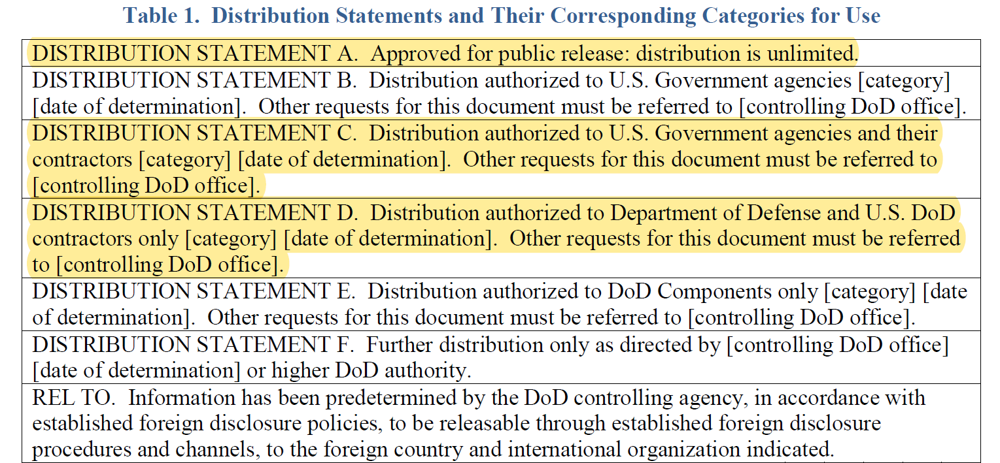 Table 1.  Distribution Statements and Their Corresponding Categories for Use
DISTRIBUTION STATEMENT A.  Approved for public release: distribution is unlimited.
DISTRIBUTION STATEMENT B.  Distribution authorized to U.S. Government agencies [category]
[date of determination].  Other requests for this document must be referred to [controlling DoD office].
DISTRIBUTION STATEMENT C.  Distribution authorized to U.S. Government agencies and their
contractors [category] [date of determination].  Other requests for this document must be referred to
[controlling DoD office].
DISTRIBUTION STATEMENT D.  Distribution authorized to Department of Defense and U.S. DoD
contractors only [category] [date of determination].  Other requests for this document must be referred
to [controlling DoD office].
DISTRIBUTION STATEMENT E.  Distribution authorized to DoD Components only [category] [date
of determination].  Other requests for this document must be referred to [controlling DoD office].
DISTRIBUTION STATEMENT F.  Further distribution only as directed by [controlling DoD office]
[date of determination] or higher DoD authority.
REL TO.  Information has been predetermined by the DoD controlling agency, in accordance with
established foreign disclosure policies, to be releasable through established foreign disclosure
procedures and channels, to the foreign country and international organization indicated.